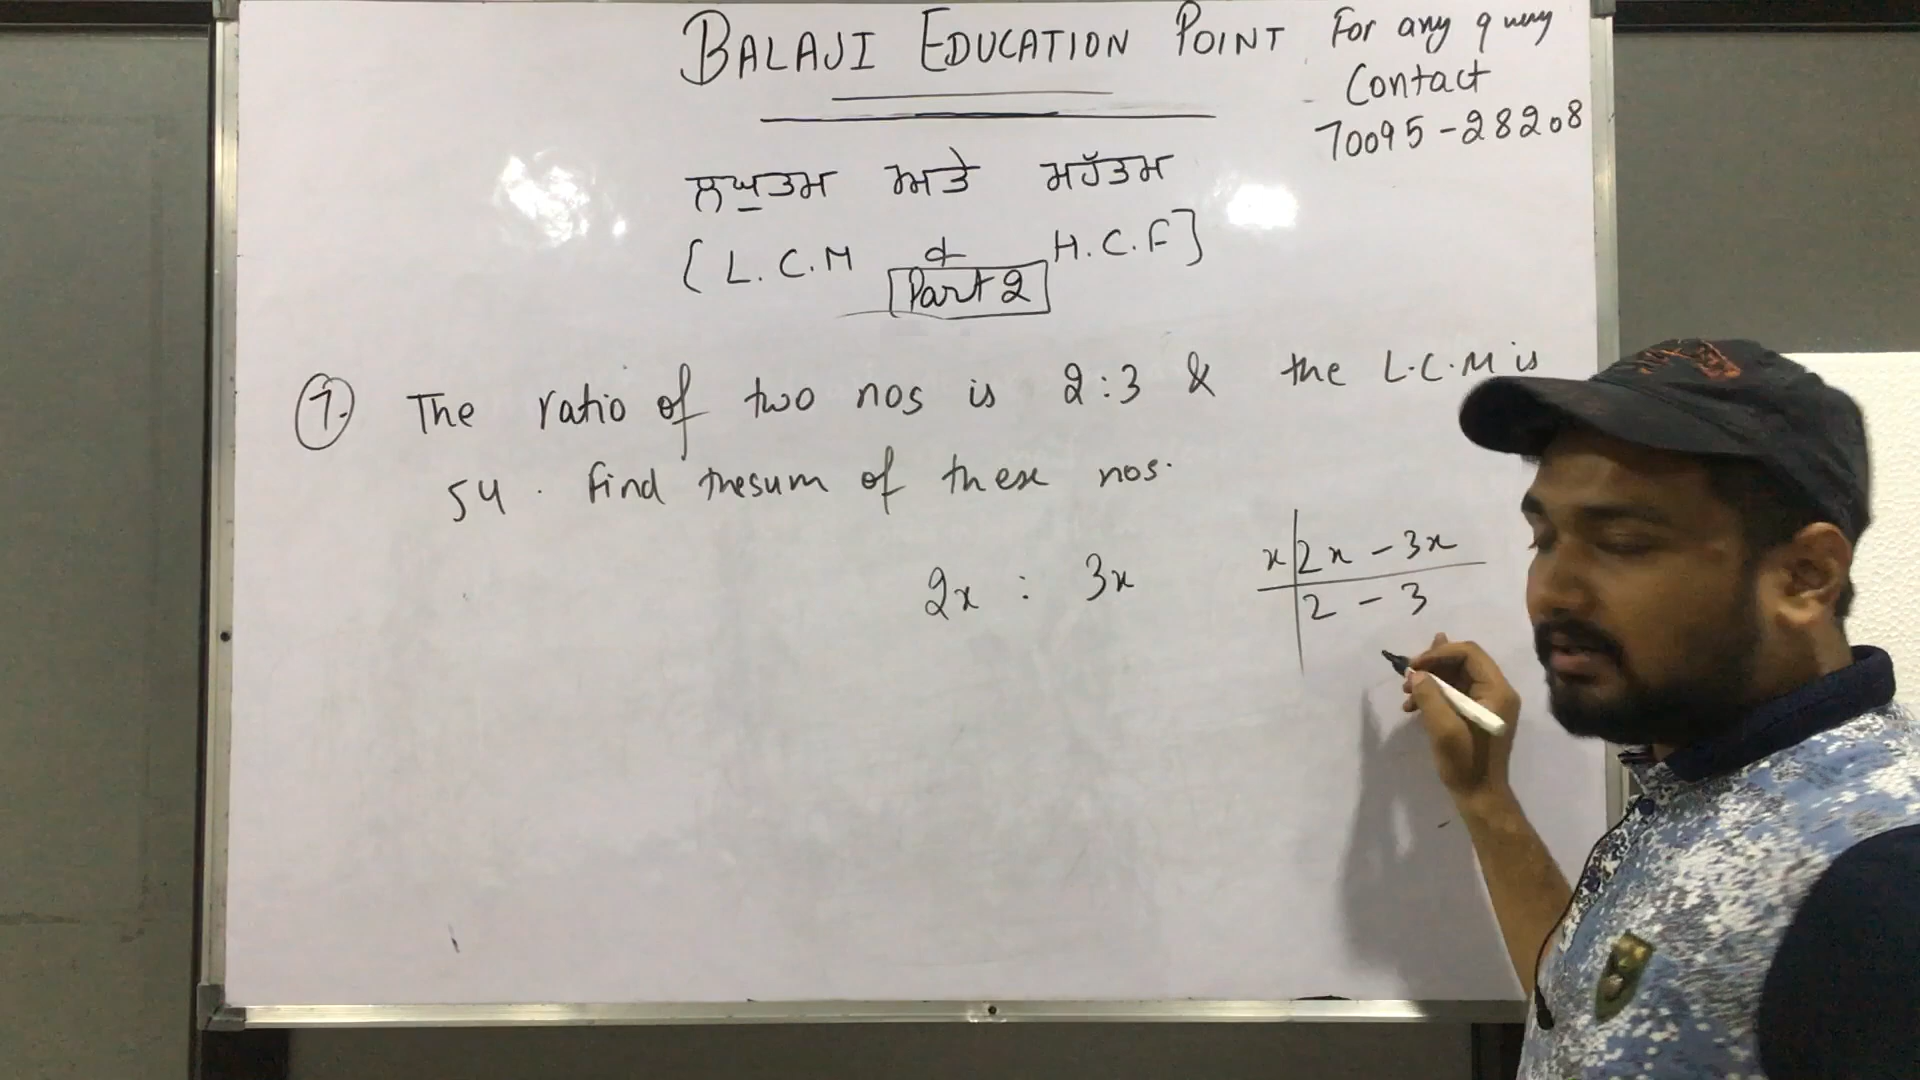 BALAJI EDUCATION POINT
For any query
Contact
70095-28208
ਲਘੂਤਮ ਅਤੇ ਮਹੱਤਮ
[L.C.M & H.C.F]
Part 2
7. The ratio of two nos is 2:3 & the L.C.M is
54. find the sum of these nos.
2x : 3x
x|2x - 3x
2 - 3